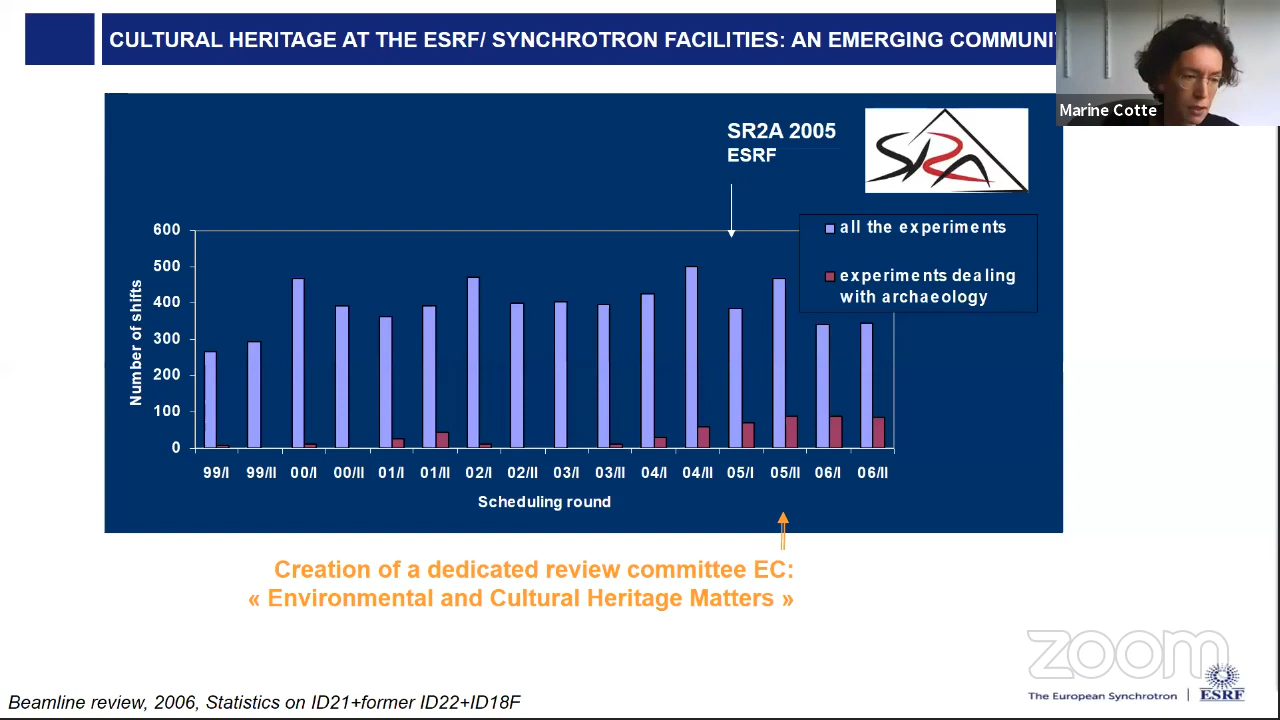 CULTURAL HERITAGE AT THE ESRF/ SYNCHROTRON FACILITIES: AN EMERGING COMMUNI
Marine Cotte
SR2A 2005
ESRF
SR2A
all the experiments
experiments dealing
with archaeology
Number of shifts
600
500
400
300
200
100
0
99/I 99/II 00/I 00/II 01/I 01/II 02/I 02/II 03/I 03/II 04/I 04/II 05/I 05/II 06/I 06/II
Scheduling round
Creation of a dedicated review committee EC:
« Environmental and Cultural Heritage Matters »
zoom
The European Synchrotron | ESRF
Beamline review, 2006, Statistics on ID21+former ID22+ID18F